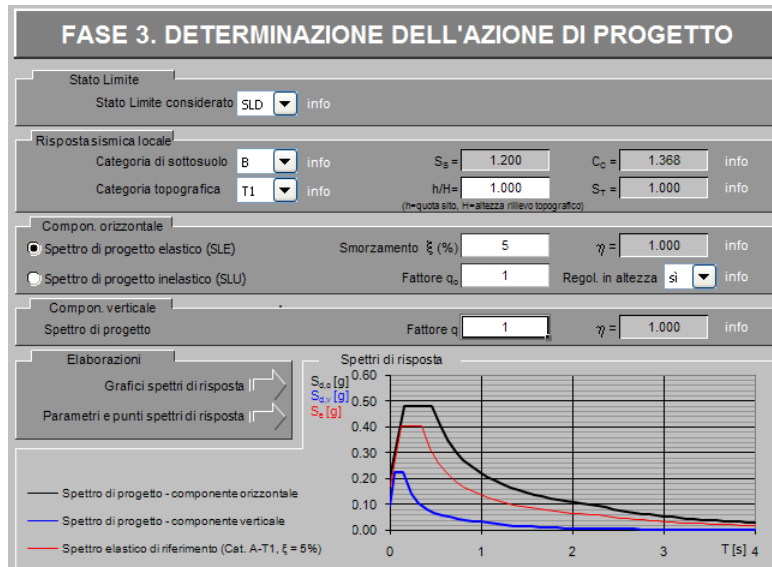 FASE 3. DETERMINAZIONE DELL'AZIONE DI PROGETTO
Stato Limite
Stato Limite considerato SLD info
Risposta sismica locale
Categoria di sottosuolo B info S_S = 1.200 C_C = 1.368 info
Categoria topografica T1 info h/H= 1.000 S_T = 1.000 info
(h=quota sito, H=altezza rilievo topografico)
Compon. orizzontale
Spettro di progetto elastico (SLE) Smorzamento ξ (%) 5 η = 1.000 info
Spettro di progetto inelastico (SLU) Fattore q_o 1 Regol. in altezza sì info
Compon. verticale
Spettro di progetto Fattore q 1 η = 1.000 info
Elaborazioni
Grafici spettri di risposta
Parametri e punti spettri di risposta
Spettri di risposta
S_d,o [g]
S_d,v [g]
S_e [g]
0.60
0.50
0.40
0.30
0.20
0.10
0.00
0 1 2 3 T [s] 4
Spettro di progetto - componente orizzontale
Spettro di progetto - componente verticale
Spettro elastico di riferimento (Cat. A-T1, ξ = 5%)